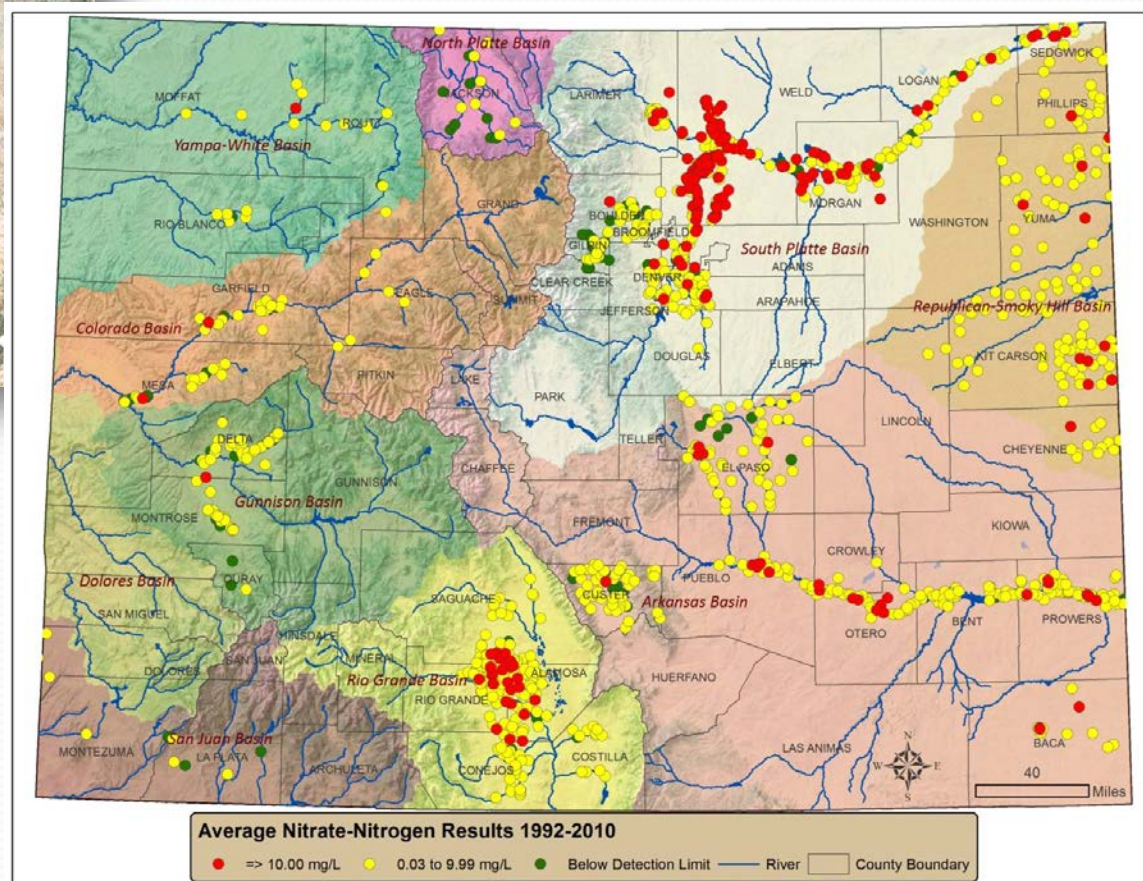 North Platte Basin
SEDGWICK
LOGAN
MOFFAT
JACKSON
LARIMER
WELD
PHILLIPS
ROUTT
Yampa-White Basin
MORGAN
GRAND
RIO BLANCO
BOULDER
BROOMFIELD
WASHINGTON
YUMA
GILPIN
South Platte Basin
ADAMS
DENVER
CLEAR CREEK
GARFIELD
EAGLE
SUMMIT
JEFFERSON
ARAPAHOE
Republican-Smoky Hill Basin
Colorado Basin
DOUGLAS
ELBERT
KIT CARSON
MESA
PITKIN
LAKE
PARK
LINCOLN
TELLER
DELTA
CHAFFEE
EL PASO
CHEYENNE
GUNNISON
Gunnison Basin
MONTROSE
FREMONT
KIOWA
CROWLEY
Dolores Basin
OURAY
PUEBLO
CUSTER
Arkansas Basin
SAGUACHE
SAN MIGUEL
OTERO
BENT
PROWERS
HINSDALE
DOLORES
SAN JUAN
MINERAL
Rio Grande Basin
ALAMOSA
RIO GRANDE
HUERFANO
San Juan Basin
MONTEZUMA
LA PLATA
ARCHULETA
CONEJOS
COSTILLA
LAS ANIMAS
BACA
N
W E
S
40
Miles
Average Nitrate-Nitrogen Results 1992-2010
=> 10.00 mg/L 0.03 to 9.99 mg/L Below Detection Limit River County Boundary